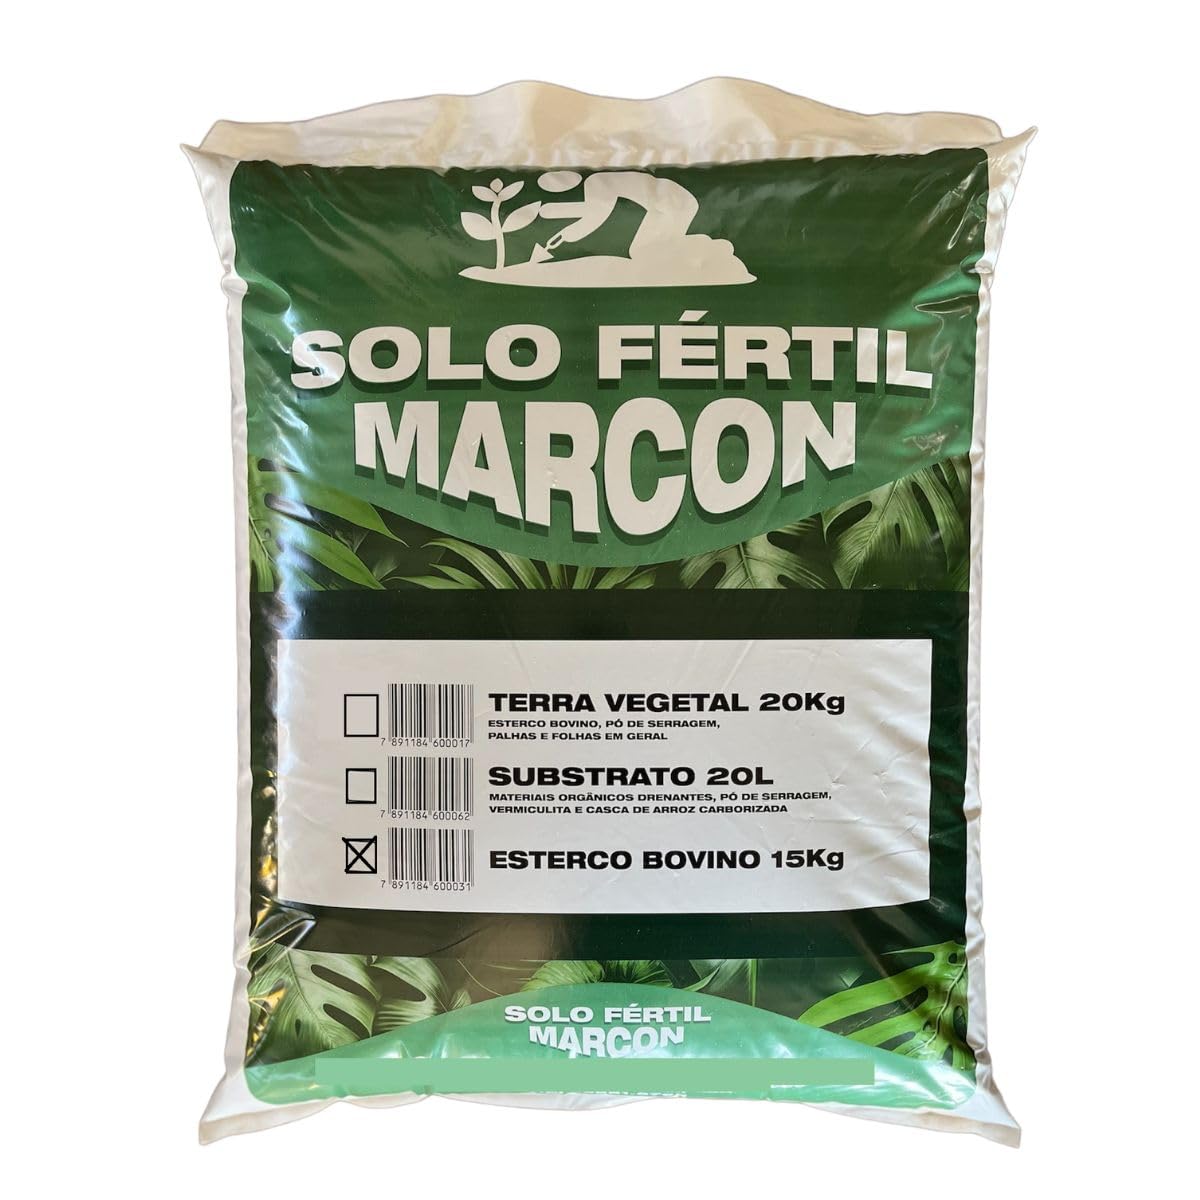 SOLO FÉRTIL
MARCON
TERRA VEGETAL 20Kg
ESTERCO BOVINO, PÓ DE SERRAGEM,
PALHAS E FOLHAS EM GERAL
7 891184 600017
SUBSTRATO 20L
MATERIAIS ORGÂNICOS DRENANTES, PÓ DE SERRAGEM,
VERMICULITA E CASCA DE ARROZ CARBORIZADA
7 891184 600062
ESTERCO BOVINO 15Kg
7 891184 600031
SOLO FÉRTIL
MARCON